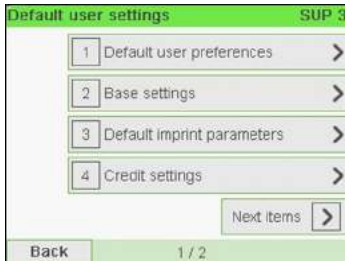 Default user settings SUP 3
1 Default user preferences >
2 Base settings >
3 Default imprint parameters >
4 Credit settings >
Next items >
Back 1 / 2